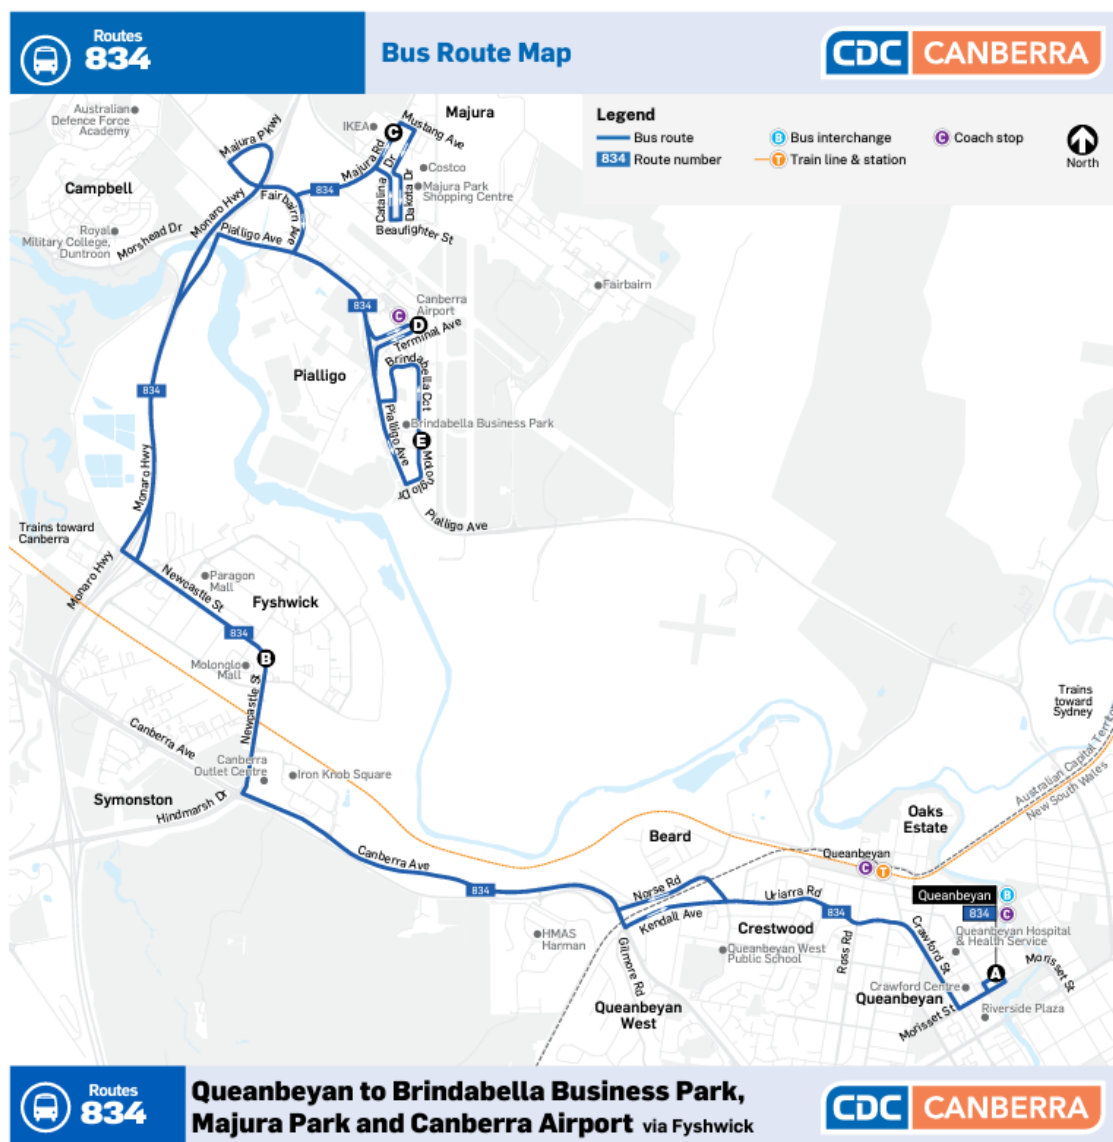 Routes
834
Bus Route Map
CDC CANBERRA
Legend
Bus route
834 Route number
B Bus interchange
T Train line & station
C Coach stop
North
Australian
Defence Force
Academy
Majura Pkwy
IKEA
C
Mustang Ave
Majura
Majura Rd
Costco
Majura Park
Shopping Centre
Catalina Dr
Dakota Dr
Beaufighter St
Campbell
834
Fairbairn Ave
Monaro Hwy
Pialligo Ave
Royal
Military College,
Duntroon
Morshead Dr
Fairbairn
834
Canberra
Airport
C
D
Terminal Ave
Brindabella Cct
Pialligo
834
Pialligo Ave
Brindabella Business Park
E
Molonglo Dr
Pialligo Ave
Monaro Hwy
Trains toward
Canberra
Monaro Hwy
Newcastle St
Paragon
Mall
Fyshwick
834
B
Molonglo
Mall
Newcastle St
Canberra Ave
Canberra
Outlet Centre
Iron Knob Square
Symonston
Hindmarsh Dr
Canberra Ave
834
Trains
toward
Sydney
Australian Capital Territory
New South Wales
Oaks
Estate
Beard
Queanbeyan
C
T
Norse Rd
Uriarra Rd
Kendall Ave
834
Queanbeyan B
834 C
Queanbeyan Hospital
& Health Service
HMAS
Harman
Gilmore Rd
Crestwood
Queanbeyan West
Public School
Ross Rd
Crawford St
Morisset St
A
Crawford Centre
Queanbeyan
Riverside Plaza
Morisset St
Queanbeyan
West
Routes
834
Queanbeyan to Brindabella Business Park,
Majura Park and Canberra Airport via Fyshwick
CDC CANBERRA